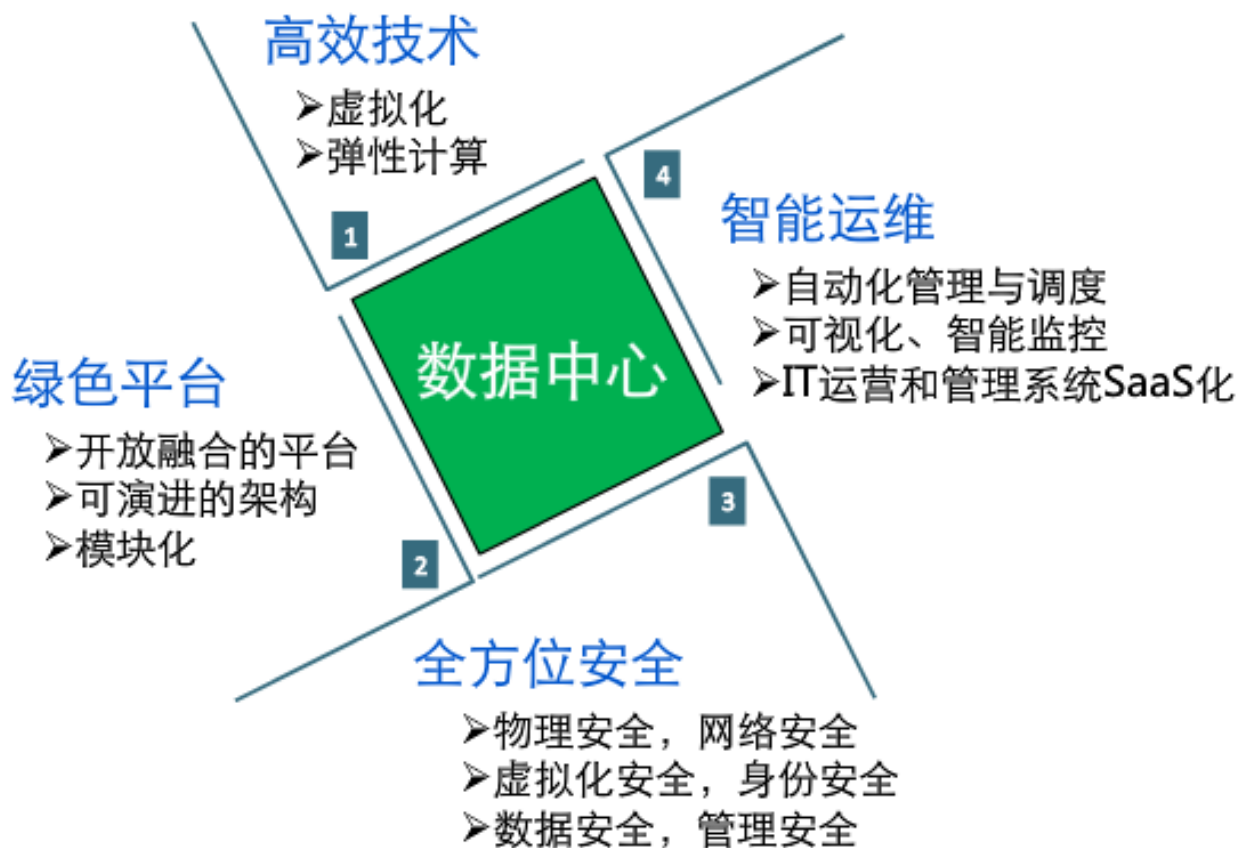 高效技术
➢虚拟化
➢弹性计算
1
4
智能运维
➢自动化管理与调度
➢可视化、智能监控
➢IT运营和管理系统SaaS化
数据中心
绿色平台
➢开放融合的平台
➢可演进的架构
➢模块化
2
3
全方位安全
➢物理安全，网络安全
➢虚拟化安全，身份安全
➢数据安全，管理安全